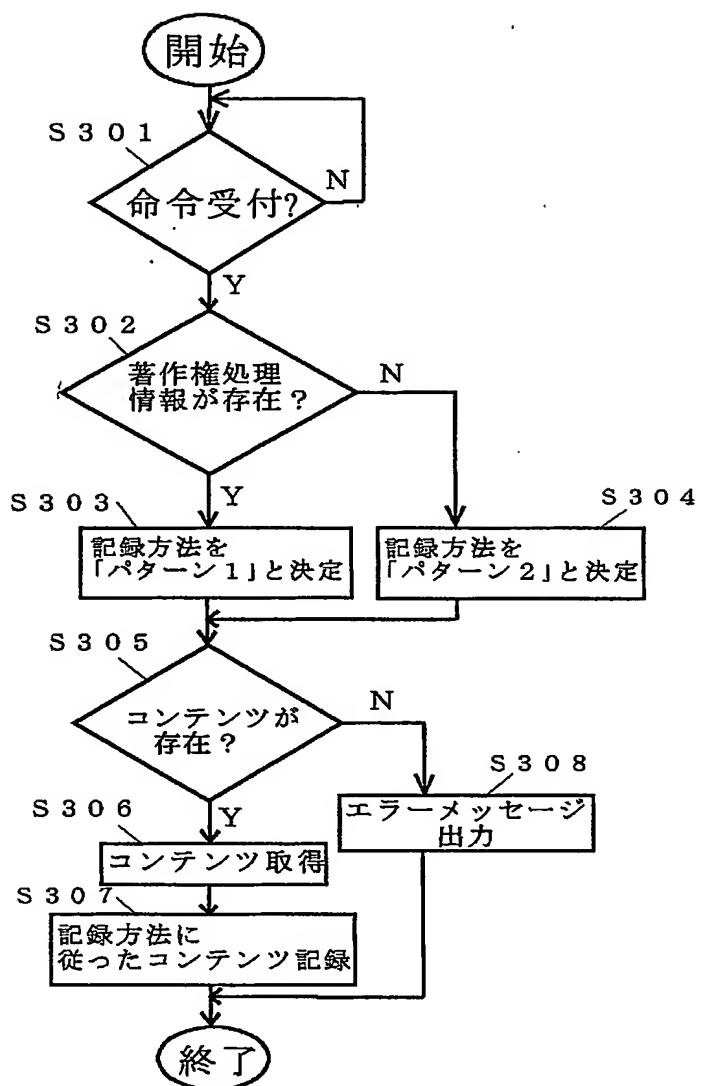 開始
S301
命令受付?
N
Y
S302
著作権処理
情報が存在?
N
Y
S303
記録方法を
「パターン1」と決定
S304
記録方法を
「パターン2」と決定
S305
コンテンツが
存在?
N
Y
S306
コンテンツ取得
S308
エラーメッセージ
出力
S307
記録方法に
従ったコンテンツ記録
終了